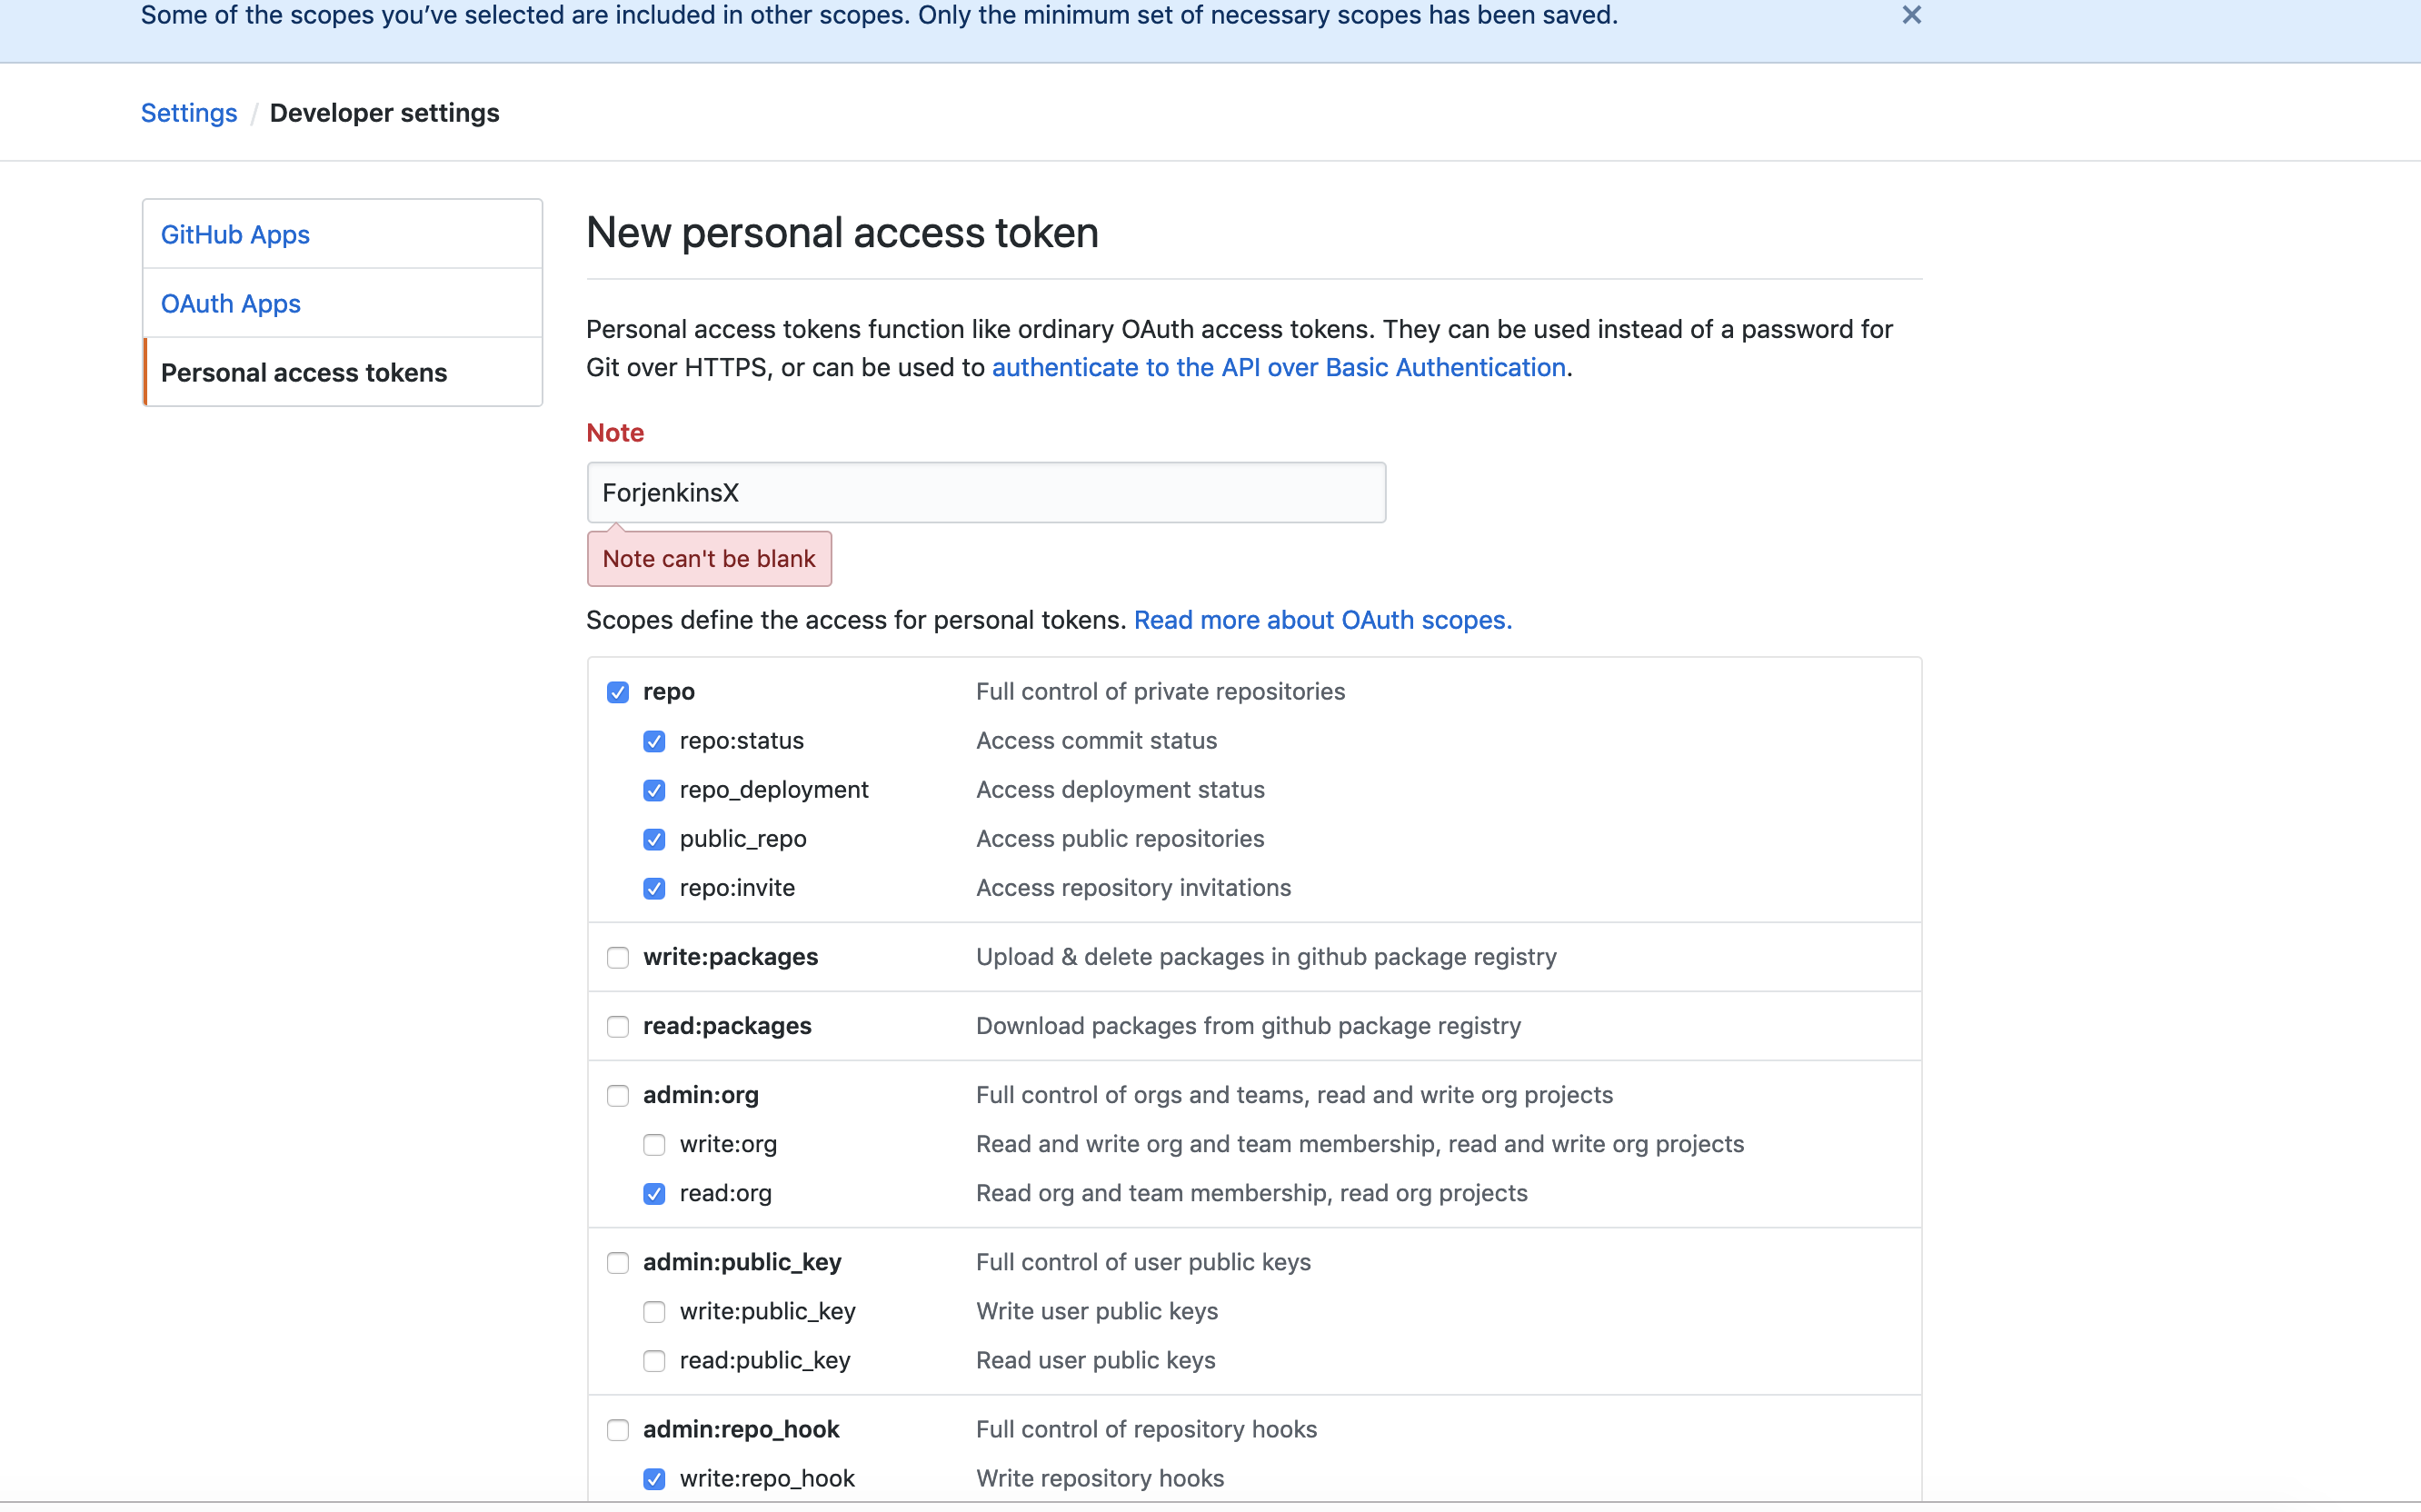 Some of the scopes you’ve selected are included in other scopes. Only the minimum set of necessary scopes has been saved.
Settings / Developer settings
GitHub Apps
OAuth Apps
Personal access tokens
New personal access token
Personal access tokens function like ordinary OAuth access tokens. They can be used instead of a password for
Git over HTTPS, or can be used to authenticate to the API over Basic Authentication.
Note
ForjenkinsX
Note can't be blank
Scopes define the access for personal tokens. Read more about OAuth scopes.
repo Full control of private repositories
repo:status Access commit status
repo_deployment Access deployment status
public_repo Access public repositories
repo:invite Access repository invitations
write:packages Upload & delete packages in github package registry
read:packages Download packages from github package registry
admin:org Full control of orgs and teams, read and write org projects
write:org Read and write org and team membership, read and write org projects
read:org Read org and team membership, read org projects
admin:public_key Full control of user public keys
write:public_key Write user public keys
read:public_key Read user public keys
admin:repo_hook Full control of repository hooks
write:repo_hook Write repository hooks